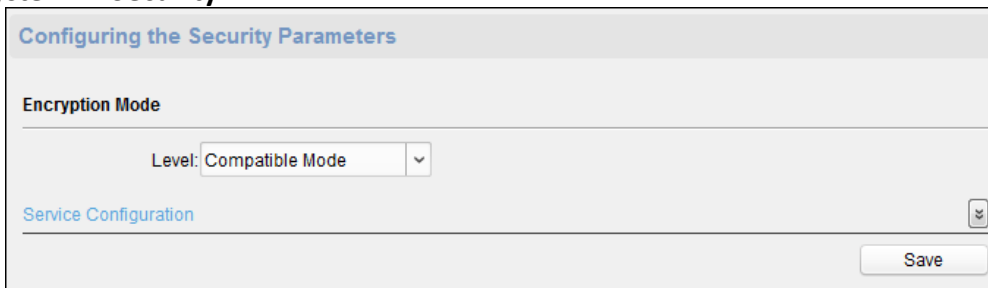 Configuring the Security Parameters
Encryption Mode
Level: Compatible Mode
Service Configuration
Save